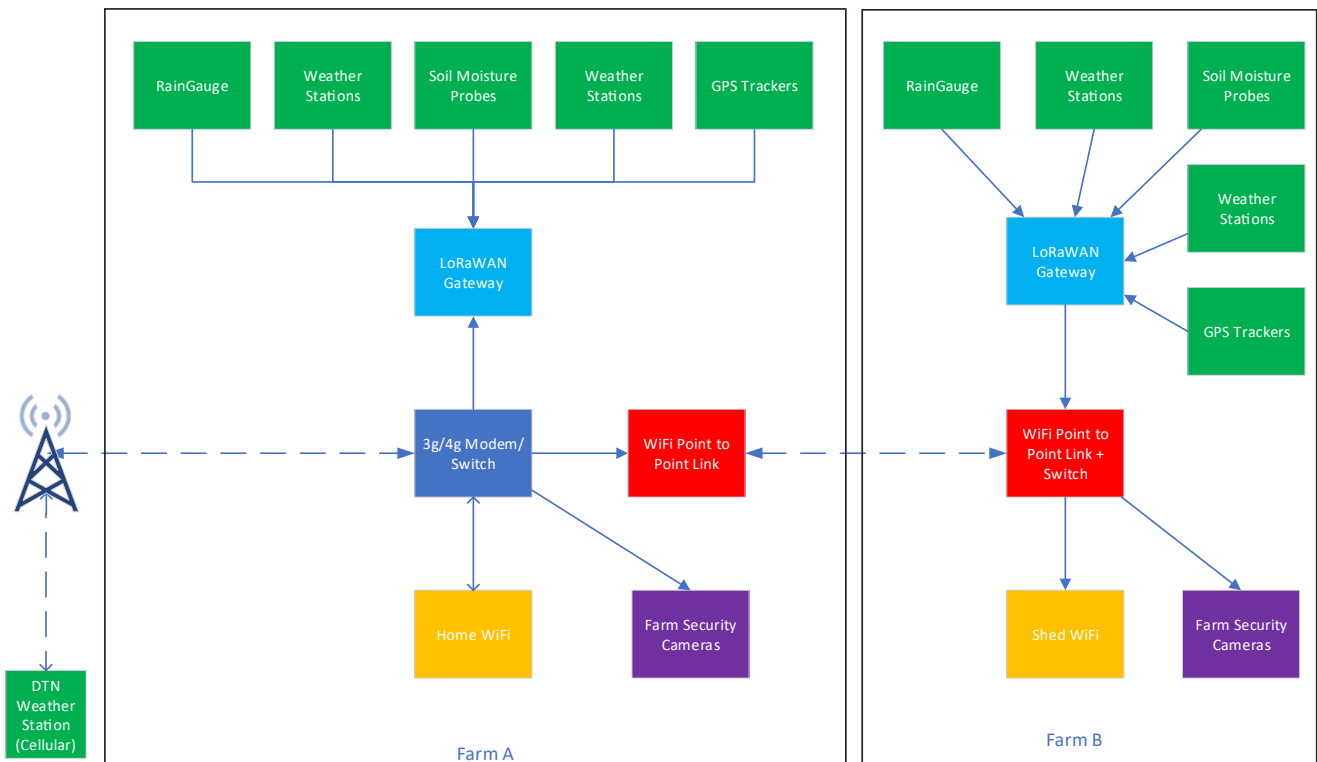 RainGauge
Weather
Stations
Soil Moisture
Probes
Weather
Stations
GPS Trackers
LoRaWAN
Gateway
3g/4g Modem/
Switch
WiFi Point to
Point Link
Home WiFi
Farm Security
Cameras
Farm A
DTN
Weather
Station
(Cellular)
RainGauge
Weather
Stations
Soil Moisture
Probes
Weather
Stations
LoRaWAN
Gateway
GPS Trackers
WiFi Point to
Point Link +
Switch
Shed WiFi
Farm Security
Cameras
Farm B